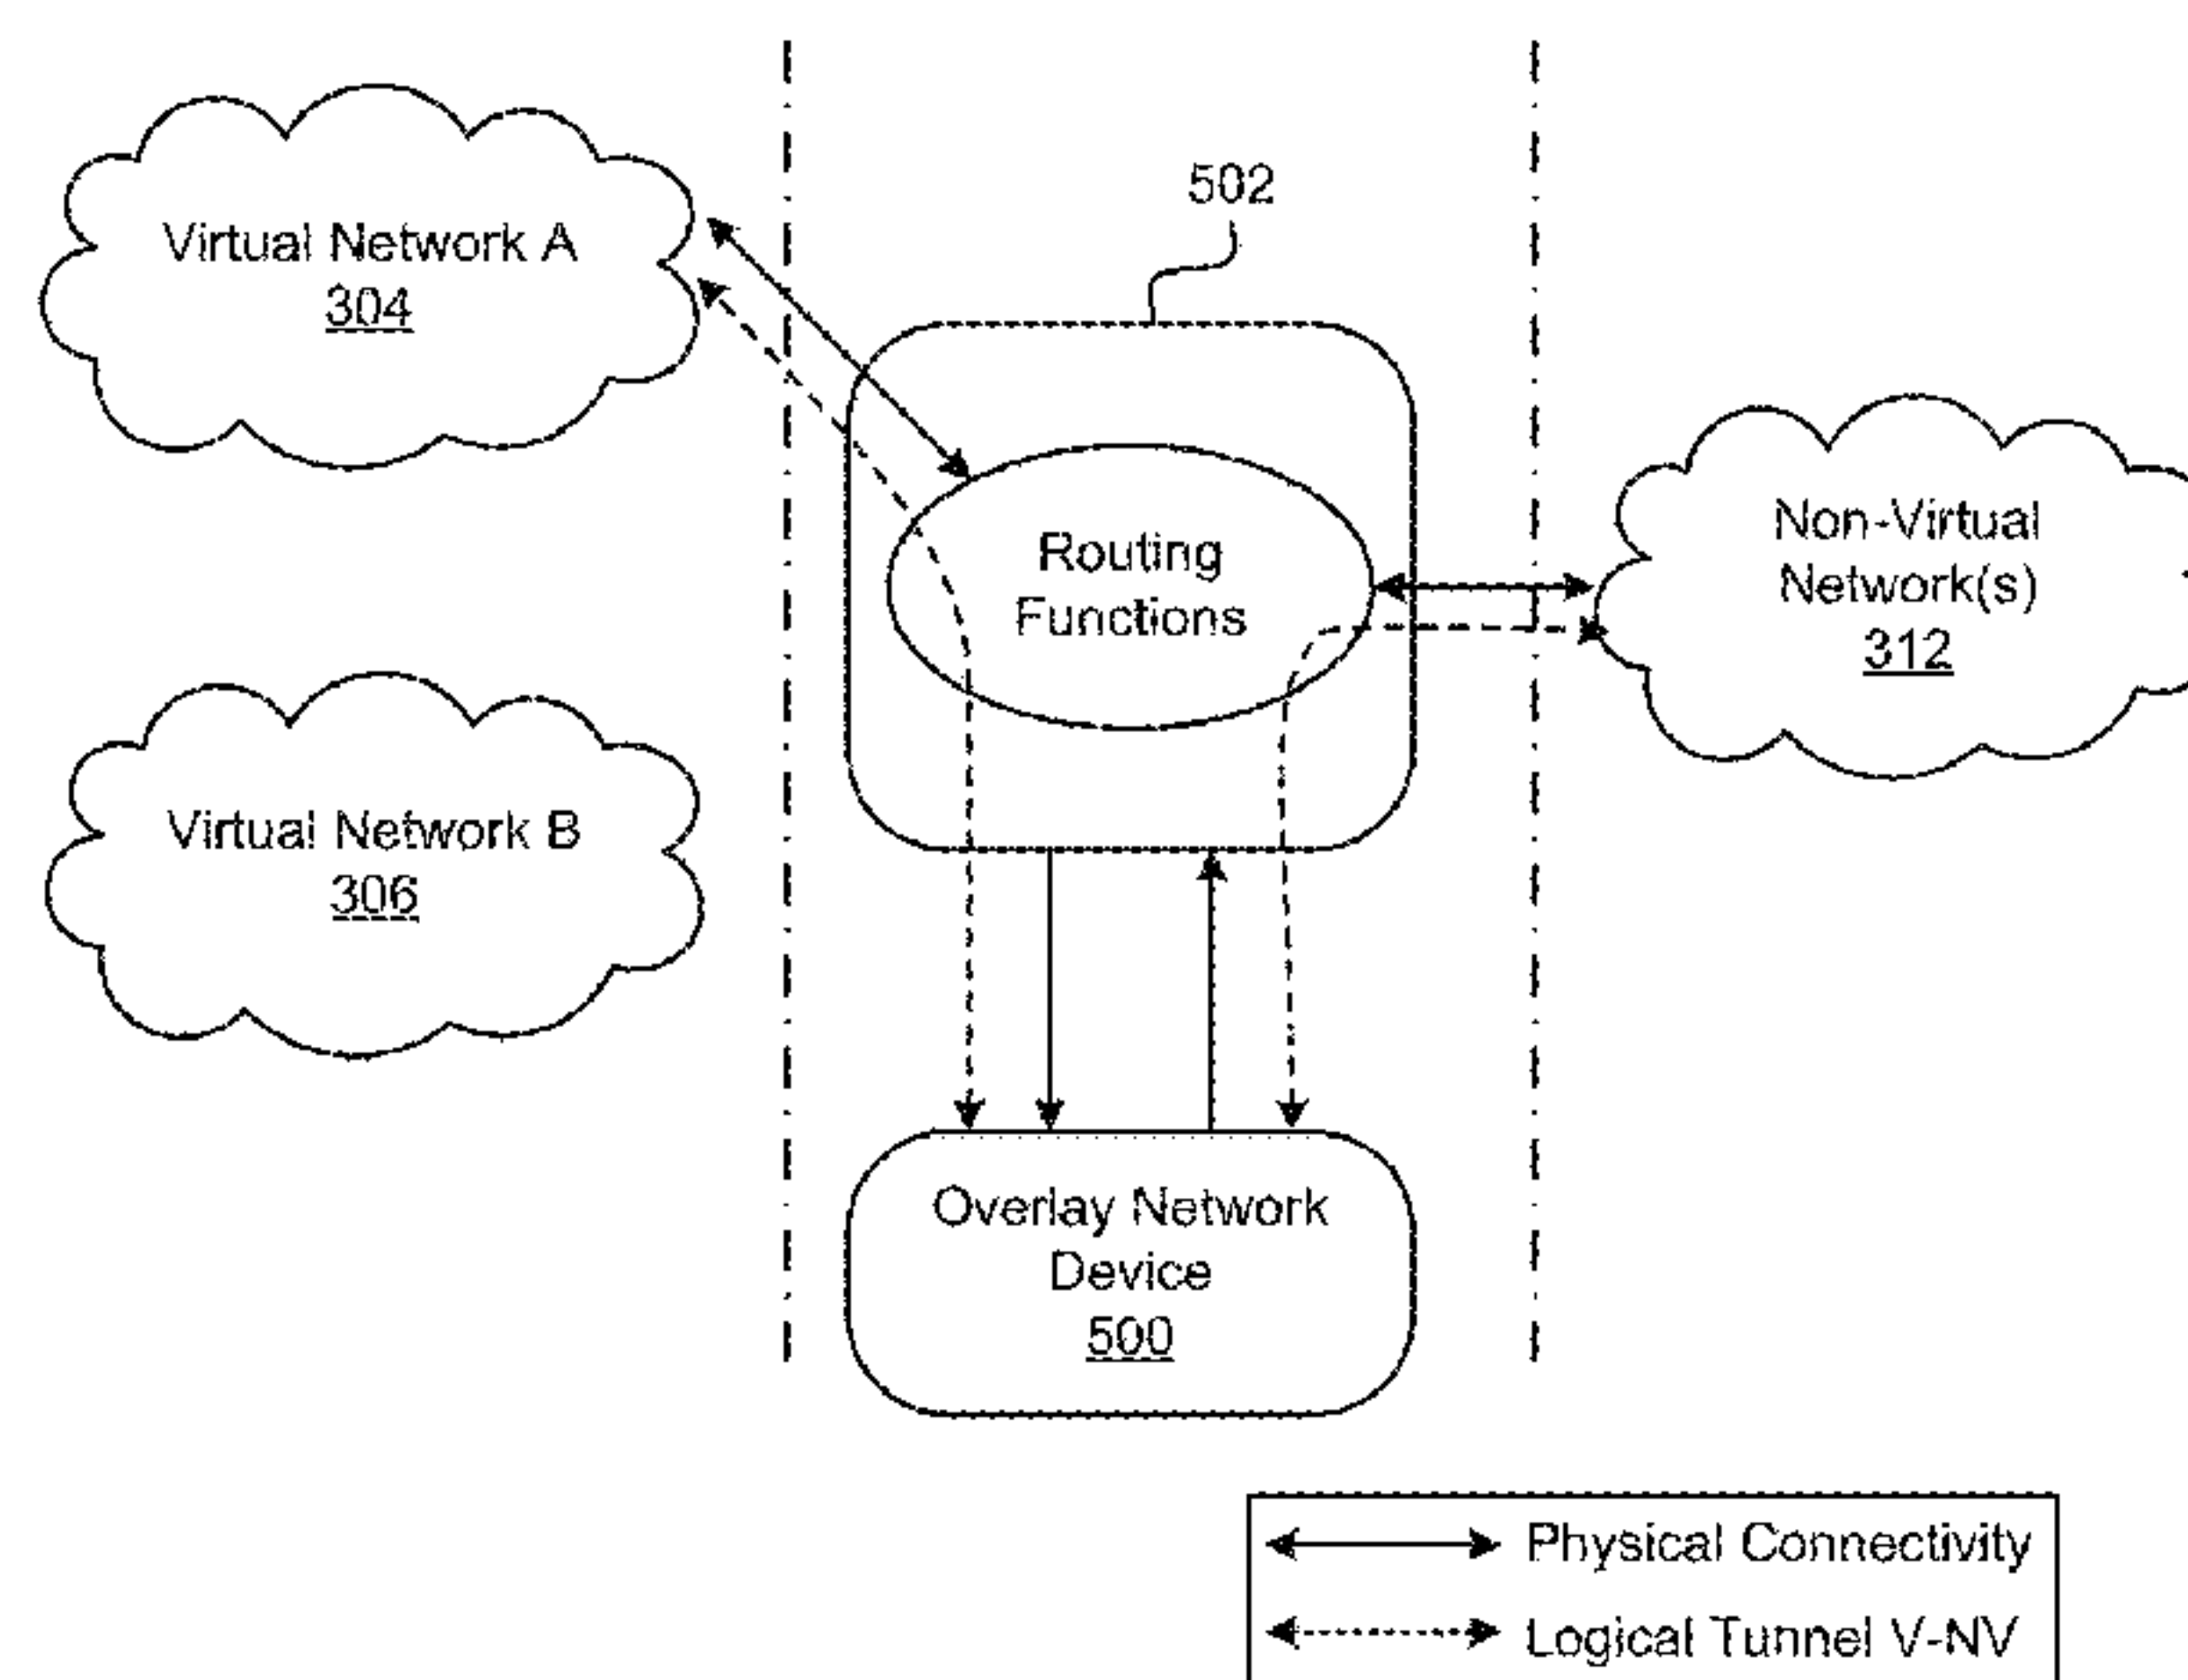 502
Virtual Network A
304
Routing
Functions
Non-Virtual
Network(s)
312
Virtual Network B
306
Overlay Network
Device
500
Physical Connectivity
Logical Tunnel V-NV